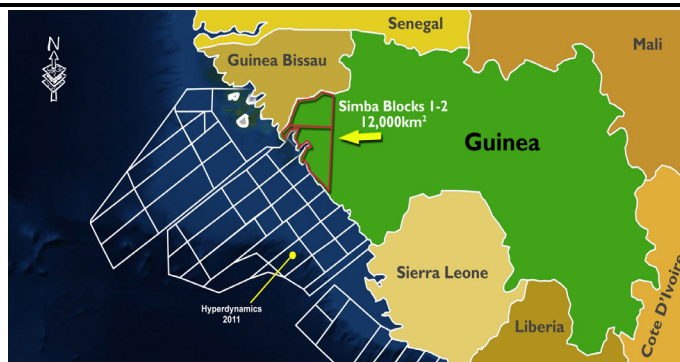 Senegal
Mali
N
Guinea Bissau
Simba Blocks 1-2
12,000km²
Guinea
Sierra Leone
Hyperdynamics
2011
Liberia
Cote D'Ivoire